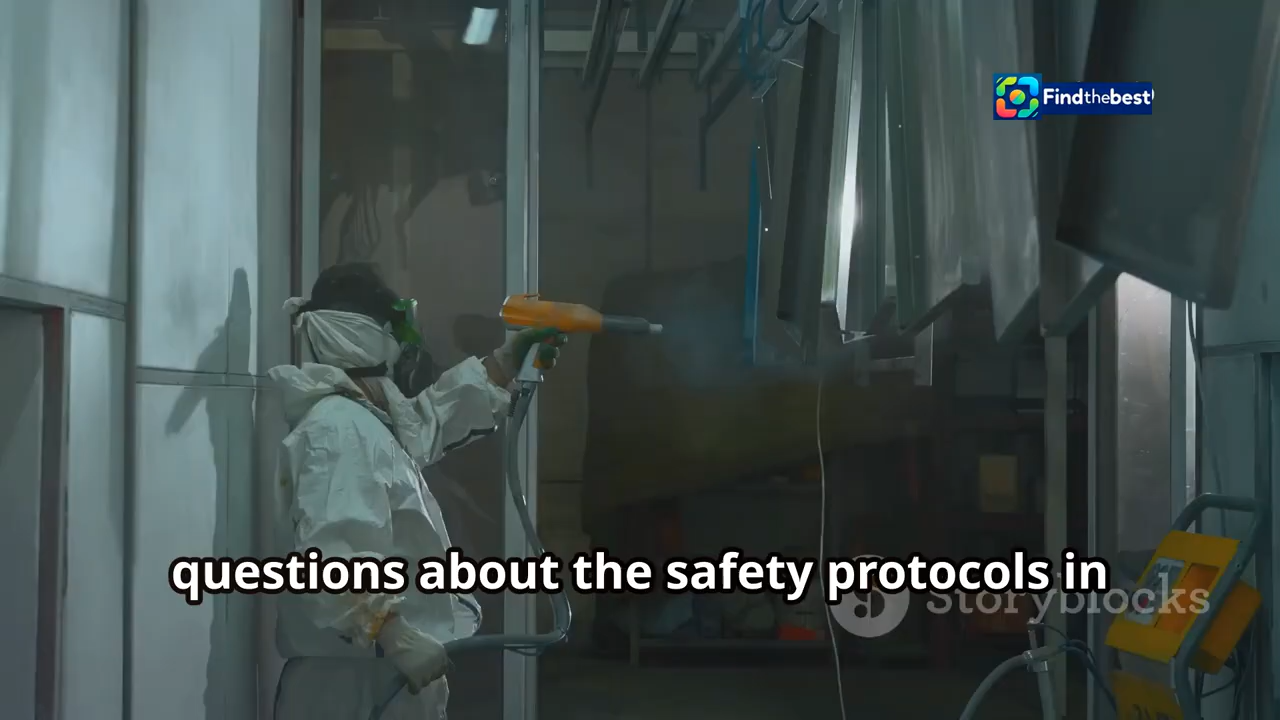 Findthebest
questions about the safety protocols in
Storyblocks